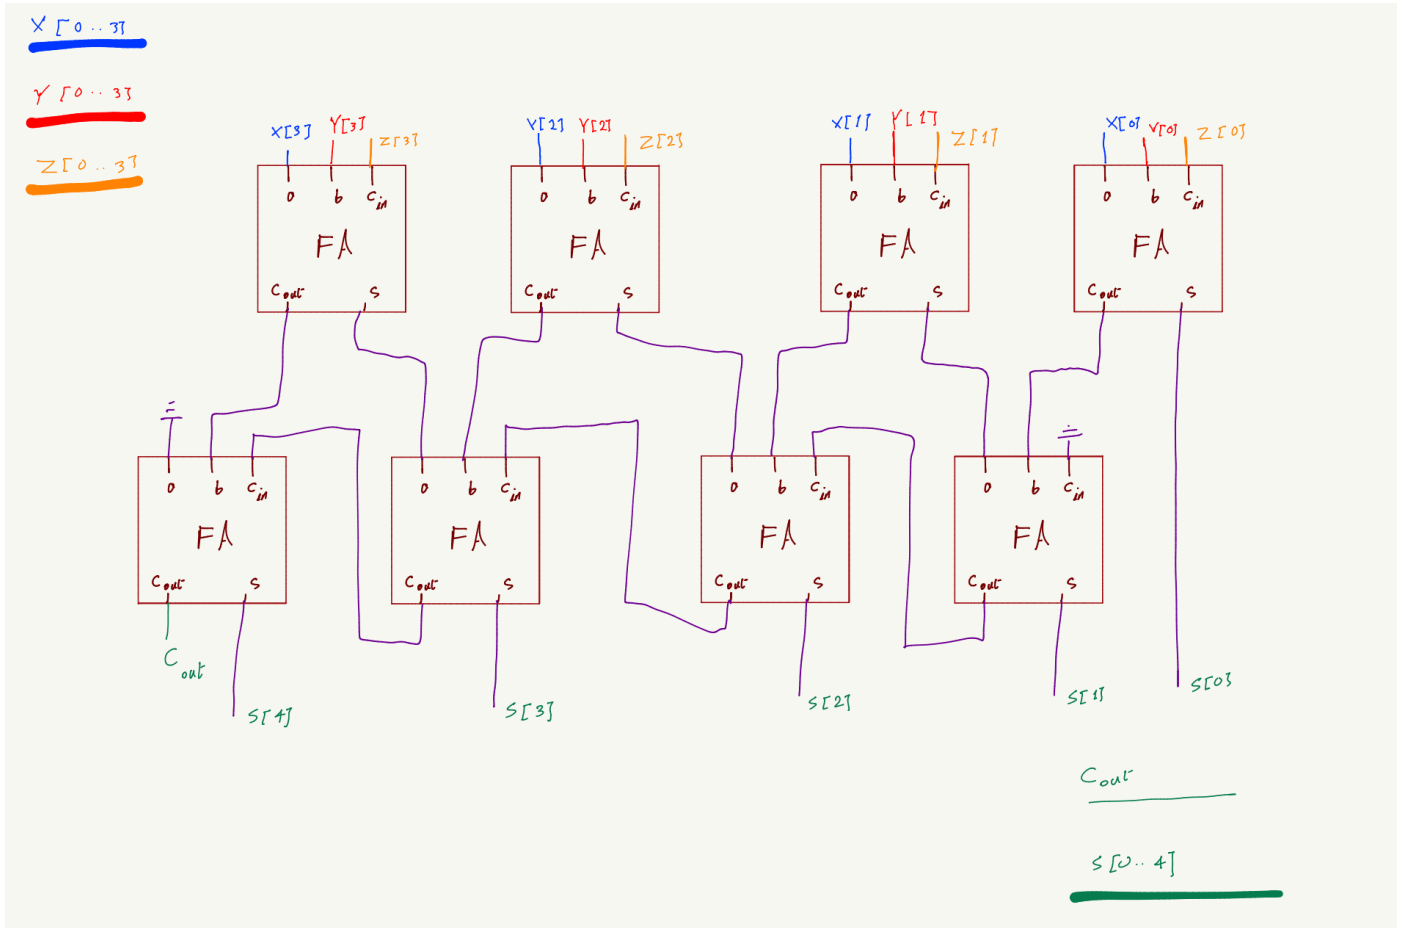 X [0..3]
Y [0..3]
Z [0..3]
X[3] Y[3] Z[3]
Y[2] Y[2] Z[2]
X[1] Y[1] Z[1]
X[0] Y[0] Z[0]
a b Cin
FA
Cout S
a b Cin
FA
Cout S
a b Cin
FA
Cout S
a b Cin
FA
Cout S
a b Cin
FA
Cout S
a b Cin
FA
Cout S
a b Cin
FA
Cout S
a b Cin
FA
Cout S
Cout
S[4]
S[3]
S[2]
S[1]
S[0]
Cout
S[0..4]